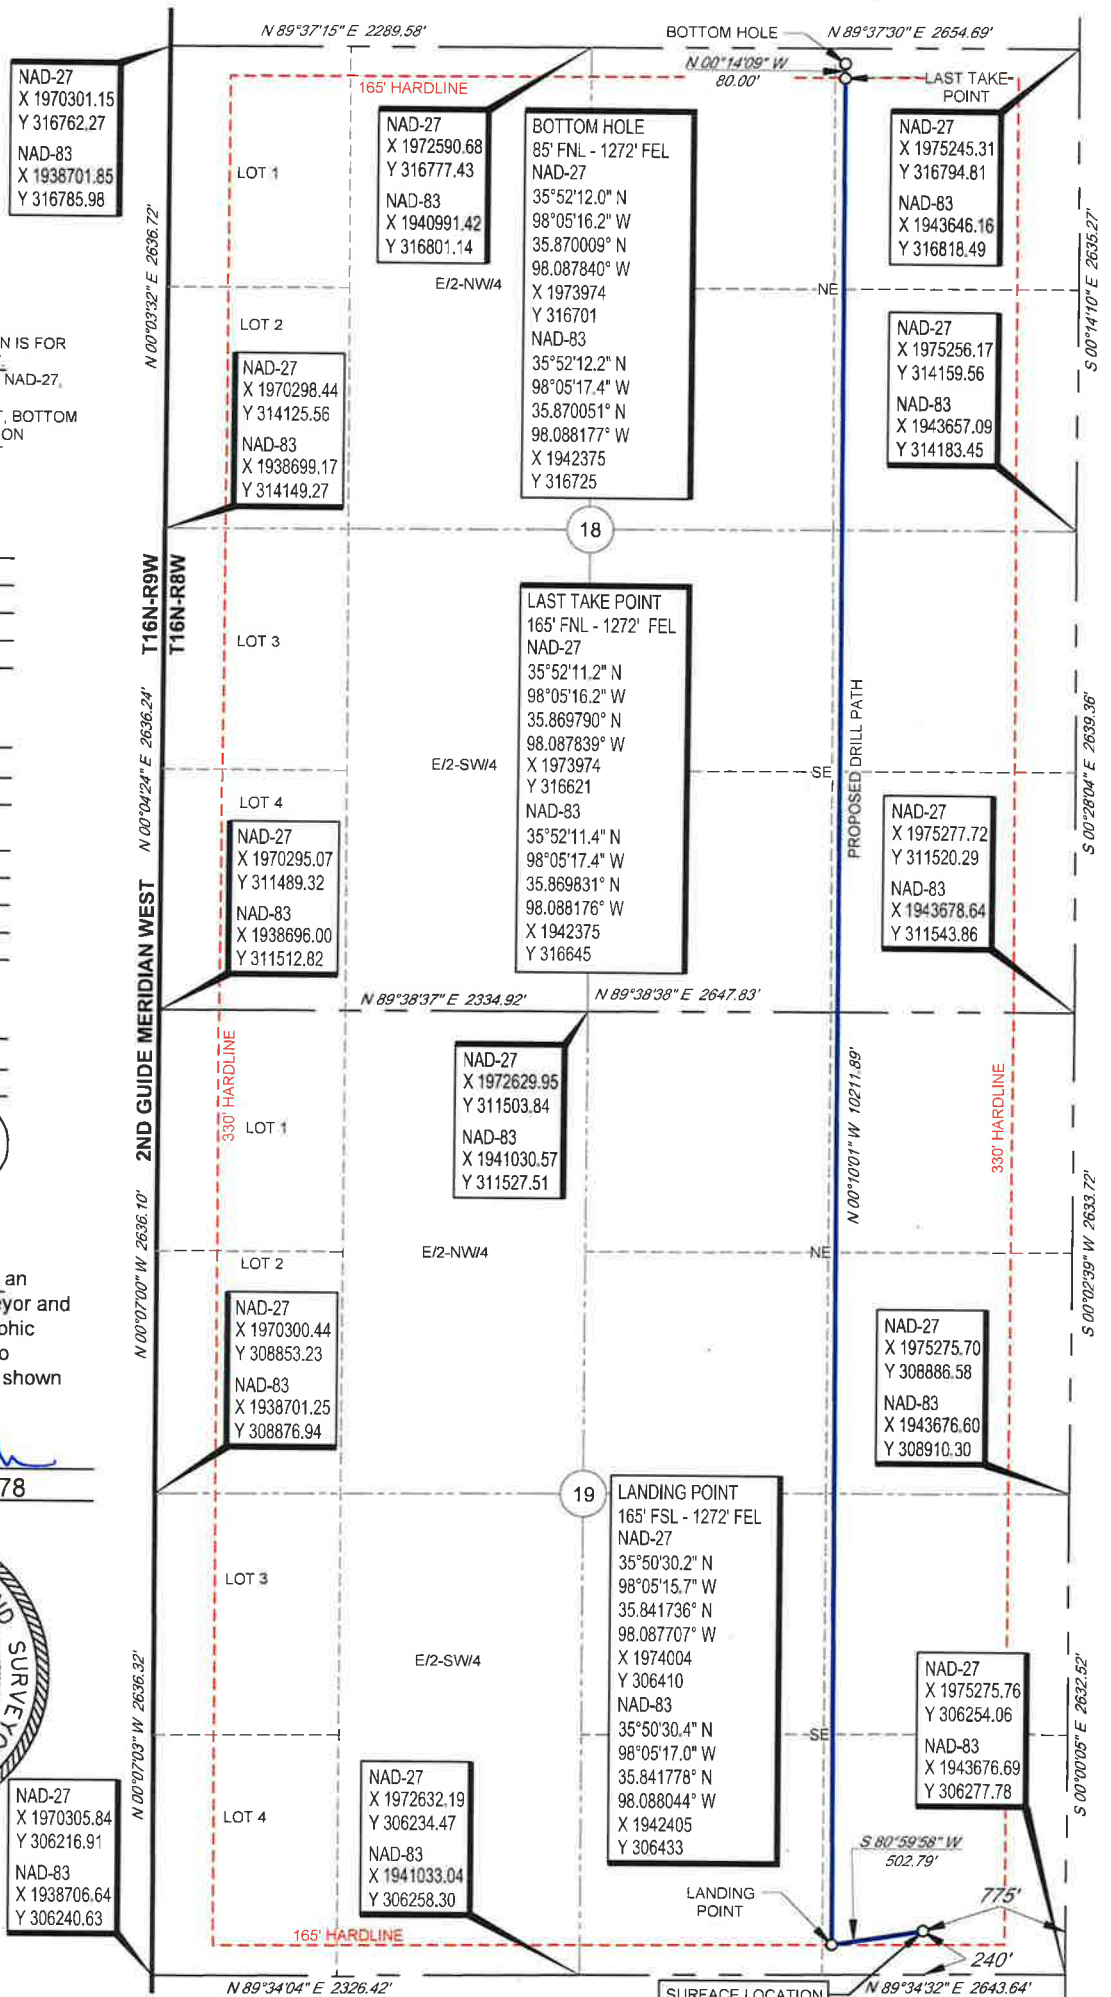 N 89°37'15" E 2289.58'
BOTTOM HOLE
N 89°37'30" E 2654.69'
N 00°14'09" W
80.00'
LAST TAKE
POINT
165' HARDLINE
NAD-27
X 1970301.15
Y 316762.27
NAD-83
X 1938701.85
Y 316785.98
LOT 1
NAD-27
X 1972590.68
Y 316777.43
NAD-83
X 1940991.42
Y 316801.14
BOTTOM HOLE
85' FNL - 1272' FEL
NAD-27
35°52'12.0" N
98°05'16.2" W
35.870009° N
98.087840° W
X 1973974
Y 316701
NAD-83
35°52'12.2" N
98°05'17.4" W
35.870051° N
98.088177° W
X 1942375
Y 316725
NAD-27
X 1975245.31
Y 316794.81
NAD-83
X 1943646.16
Y 316818.49
N 00°03'32" E 2636.72'
S 00°14'10" E 2635.27'
E/2-NW/4
NE
LOT 2
N IS FOR
NAD-27,
T, BOTTOM
ON
NAD-27
X 1970298.44
Y 314125.56
NAD-83
X 1938699.17
Y 314149.27
NAD-27
X 1975256.17
Y 314159.56
NAD-83
X 1943657.09
Y 314183.45
18
T16N-R9W
T16N-R8W
LOT 3
LAST TAKE POINT
165' FNL - 1272' FEL
NAD-27
35°52'11.2" N
98°05'16.2" W
35.869790° N
98.087839° W
X 1973974
Y 316621
NAD-83
35°52'11.4" N
98°05'17.4" W
35.869831° N
98.088176° W
X 1942375
Y 316645
N 00°04'24" E 2636.24'
S 00°28'04" E 2639.36'
E/2-SW/4
SE
PROPOSED DRILL PATH
LOT 4
NAD-27
X 1970295.07
Y 311489.32
NAD-83
X 1938696.00
Y 311512.82
NAD-27
X 1975277.72
Y 311520.29
NAD-83
X 1943678.64
Y 311543.86
2ND GUIDE MERIDIAN WEST
N 89°38'37" E 2334.92'
N 89°38'38" E 2647.83'
330' HARDLINE
LOT 1
NAD-27
X 1972629.95
Y 311503.84
NAD-83
X 1941030.57
Y 311527.51
N 00°10'01" W 10211.89'
330' HARDLINE
N 00°07'00" W 2636.10'
S 00°02'39" W 2633.72'
E/2-NW/4
NE
LOT 2
an
yor and
phic
o
shown
NAD-27
X 1970300.44
Y 308853.23
NAD-83
X 1938701.25
Y 308876.94
NAD-27
X 1975275.70
Y 308886.58
NAD-83
X 1943676.60
Y 308910.30
78
19
LANDING POINT
165' FSL - 1272' FEL
NAD-27
35°50'30.2" N
98°05'15.7" W
35.841736° N
98.087707° W
X 1974004
Y 306410
NAD-83
35°50'30.4" N
98°05'17.0" W
35.841778° N
98.088044° W
X 1942405
Y 306433
LOT 3
ND SURVEYO
N 00°07'03" W 2636.32'
E/2-SW/4
SE
NAD-27
X 1975275.76
Y 306254.06
NAD-83
X 1943676.69
Y 306277.78
S 00°00'05" E 2632.52'
NAD-27
X 1970305.84
Y 306216.91
NAD-83
X 1938706.64
Y 306240.63
LOT 4
NAD-27
X 1972632.19
Y 306234.47
NAD-83
X 1941033.04
Y 306258.30
S 80°59'58" W
502.79'
LANDING
POINT
775'
165' HARDLINE
240'
N 89°34'04" E 2326.42'
SURFACE LOCATION
N 89°34'32" E 2643.64'